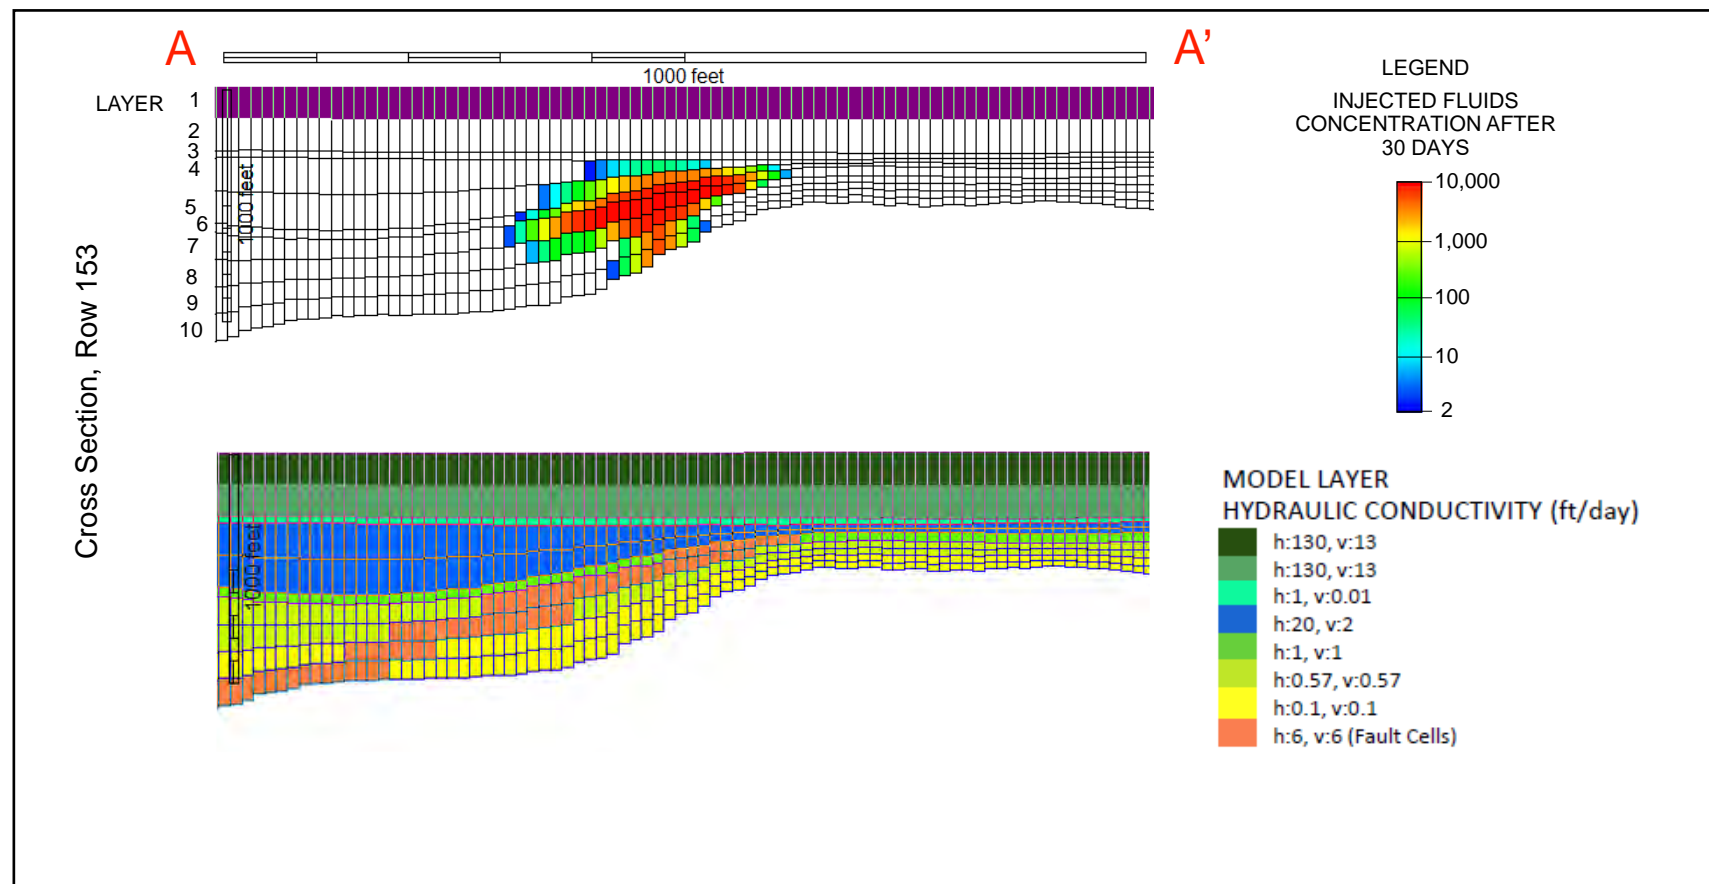 A
A’
1000 feet
LAYER
1
2
3
4
5
6
7
8
9
10
1000 feet
Cross Section, Row 153
LEGEND
INJECTED FLUIDS
CONCENTRATION AFTER
30 DAYS
10,000
1,000
100
10
2
1000 feet
MODEL LAYER
HYDRAULIC CONDUCTIVITY (ft/day)
h:130, v:13
h:130, v:13
h:1, v:0.01
h:20, v:2
h:1, v:1
h:0.57, v:0.57
h:0.1, v:0.1
h:6, v:6 (Fault Cells)